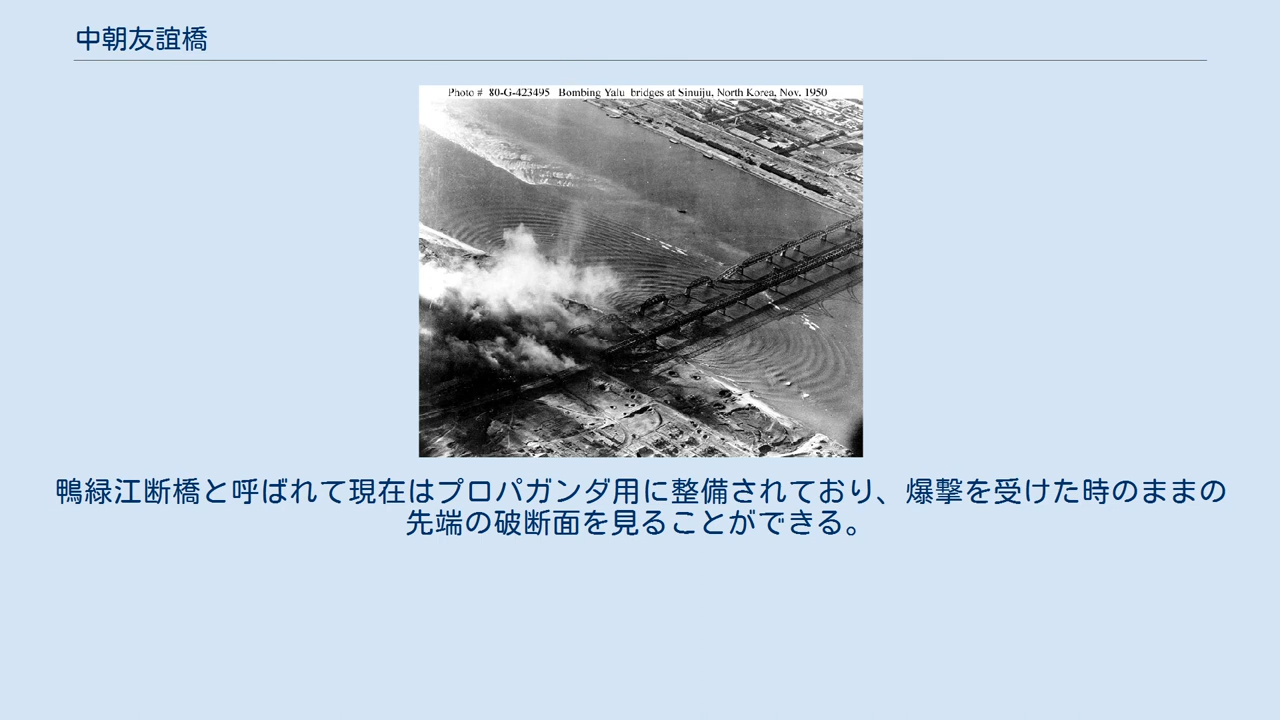 中朝友誼橋
Photo # 80-G-423495 Bombing Yalu bridges at Sinuiju, North Korea, Nov. 1950
鴨緑江断橋と呼ばれて現在はプロパガンダ用に整備されており、爆撃を受けた時のままの
先端の破断面を見ることができる。